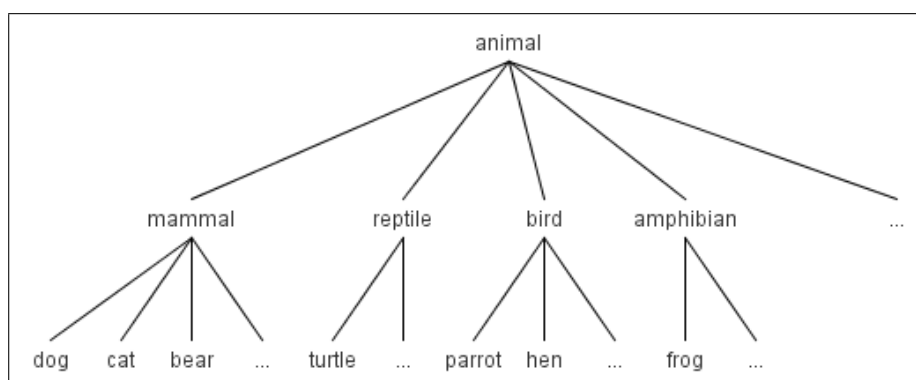 animal
mammal reptile bird amphibian ...
dog cat bear ... turtle ... parrot hen ... frog ...